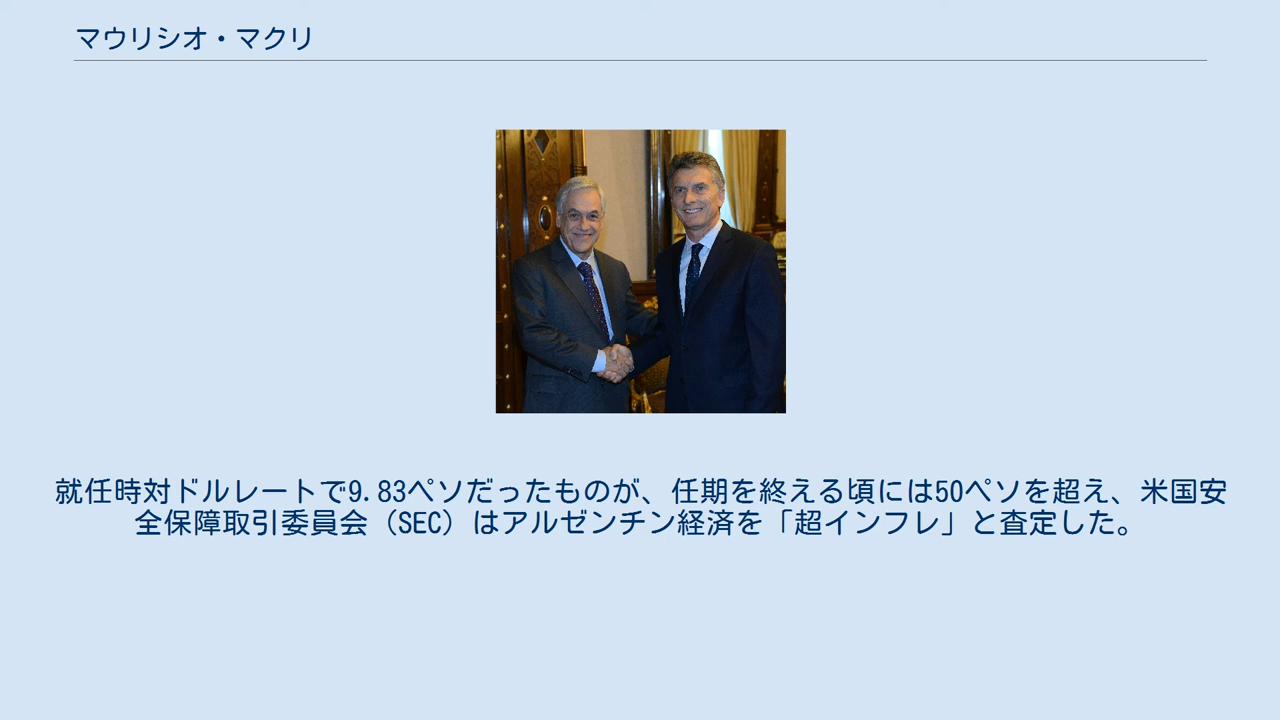 マウリシオ・マクリ
就任時対ドルレートで9.83ペソだったものが、任期を終える頃には50ペソを超え、米国安
全保障取引委員会（SEC）はアルゼンチン経済を「超インフレ」と査定した。